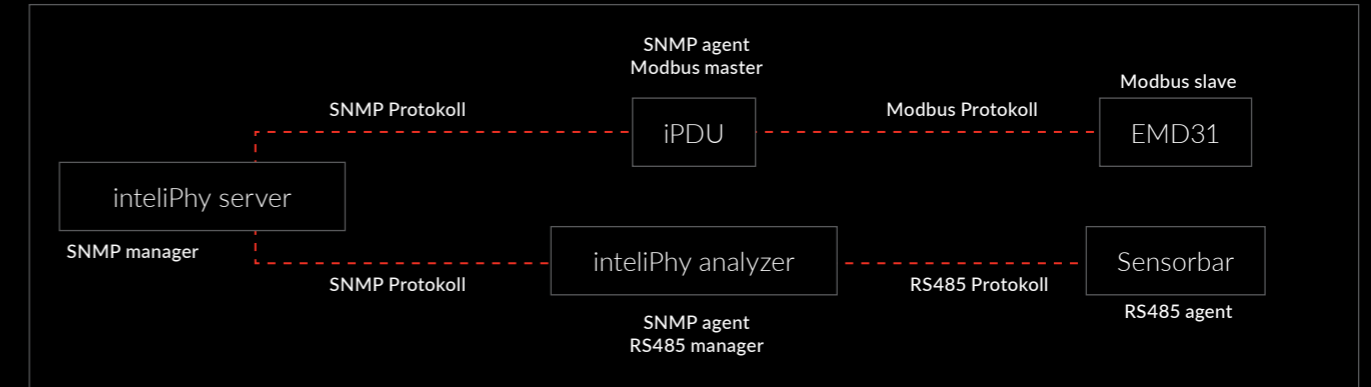 SNMP agent
Modbus master
Modbus slave
SNMP Protokoll
Modbus Protokoll
iPDU
EMD31
inteliPhy server
SNMP manager
inteliPhy analyzer
Sensorbar
SNMP Protokoll
RS485 Protokoll
RS485 agent
SNMP agent
RS485 manager